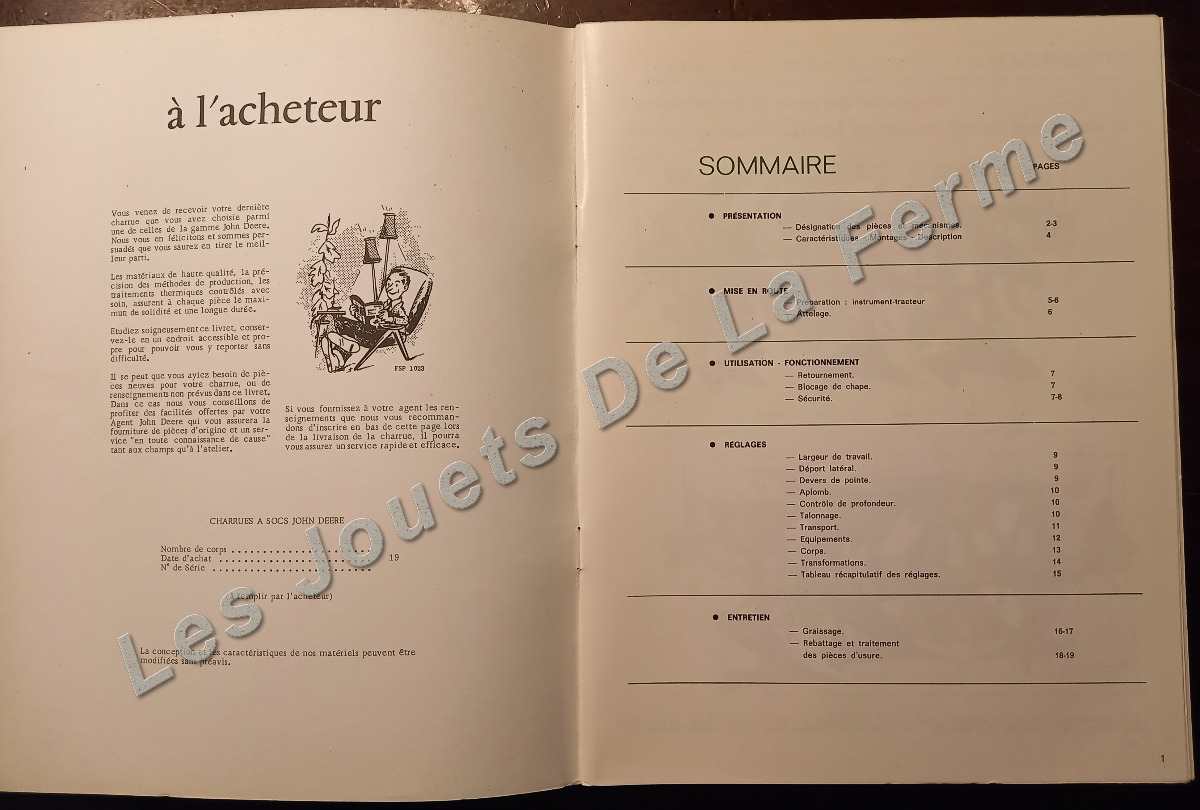 à l'acheteur
Vous venez de recevoir votre dernière
charrue que vous avez choisie parmi
une de celles de la gamme John Deere.
Nous vous en félicitons et sommes per-
suadés que vous saurez en tirer le meil-
leur parti.
Les matériaux de haute qualité, la pré-
cision des méthodes de production, les
traitements thermiques contrôlés avec
soin, assurent à chaque pièce le maxi-
mun de solidité et une longue durée.
Etudiez soigneusement ce livret, conser-
vez-le en un endroit accessible et pro-
pre pour pouvoir vous y reporter sans
difficulté.
Il se peut que vous ayiez besoin de piè-
ces neuves pour votre charrue, ou de
renseignements non prévus dans ce livret.
Dans ce cas nous vous conseillons de
profiter des facilités offertes par votre
Agent John Deere qui vous assurera la
fourniture de pièces d'origine et un ser-
vice "en toute connaissance de cause"
tant aux champs qu'à l'atelier.
FSP 1023
Si vous fournissez à votre agent les ren-
seignements que nous vous recomman-
dons d'inscrire en bas de cette page lors
de la livraison de la charrue, il pourra
vous assurer un service rapide et efficace.
CHARRUES A SOCS JOHN DEERE
Nombre de corps . . . . . . . . . . . . . . . . . . . . .
Date d'achat . . . . . . . . . . . . . . . . . . . . . . . 19
N° de Série . . . . . . . . . . . . . . . . . . . . . . . .
remplir par l'acheteur)
La conception et les caractéristiques de nos matériels peuvent être
modifiées sans préavis.
SOMMAIRE PAGES
● PRÉSENTATION
— Désignation des pièces et mécanismes. 2-3
— Caractéristiques - Montages - Description 4
● MISE EN ROUTE
Préparation : instrument-tracteur 5-6
Attelage. 6
● UTILISATION - FONCTIONNEMENT
— Retournement. 7
— Blocage de chape. 7
— Sécurité. 7-8
● RÉGLAGES
— Largeur de travail. 9
— Déport latéral. 9
— Devers de pointe. 9
— Aplomb. 10
— Contrôle de profondeur. 10
— Talonnage. 10
— Transport. 11
— Equipements. 12
— Corps. 13
— Transformations. 14
— Tableau récapitulatif des réglages. 15
● ENTRETIEN
— Graissage. 16-17
— Rebattage et traitement
des pièces d'usure. 18-19
1
Les Jouets De La Ferme